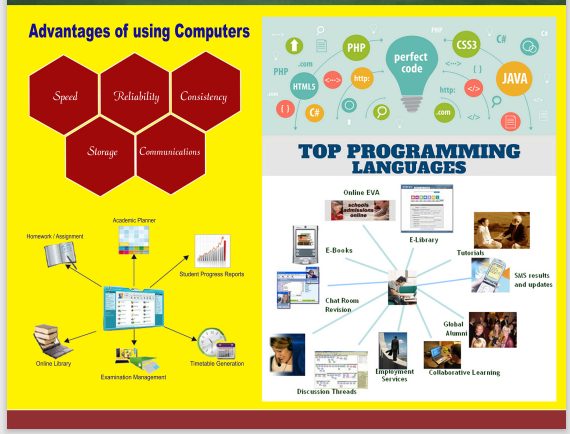 Advantages of using Computers
Speed
Reliability
Consistency
Storage
Communications
Academic Planner
Homework / Assignment
Student Progress Reports
Online Library
Examination Management
Timetable Generation
PHP
PHP
.com
PHP
HTML5
<···>
http:
.com
{ }
C#
perfect
code
CSS3
C#
<···>
{ }
JAVA
http:
</>
.com
</>
TOP PROGRAMMING
LANGUAGES
Online EVA
schools
admissions
online
E-Library
E-Books
Tutorials
SMS results
and updates
Chat Room
Revision
Global
Alumni
Employment
Services
Collaborative Learning
Discussion Threads